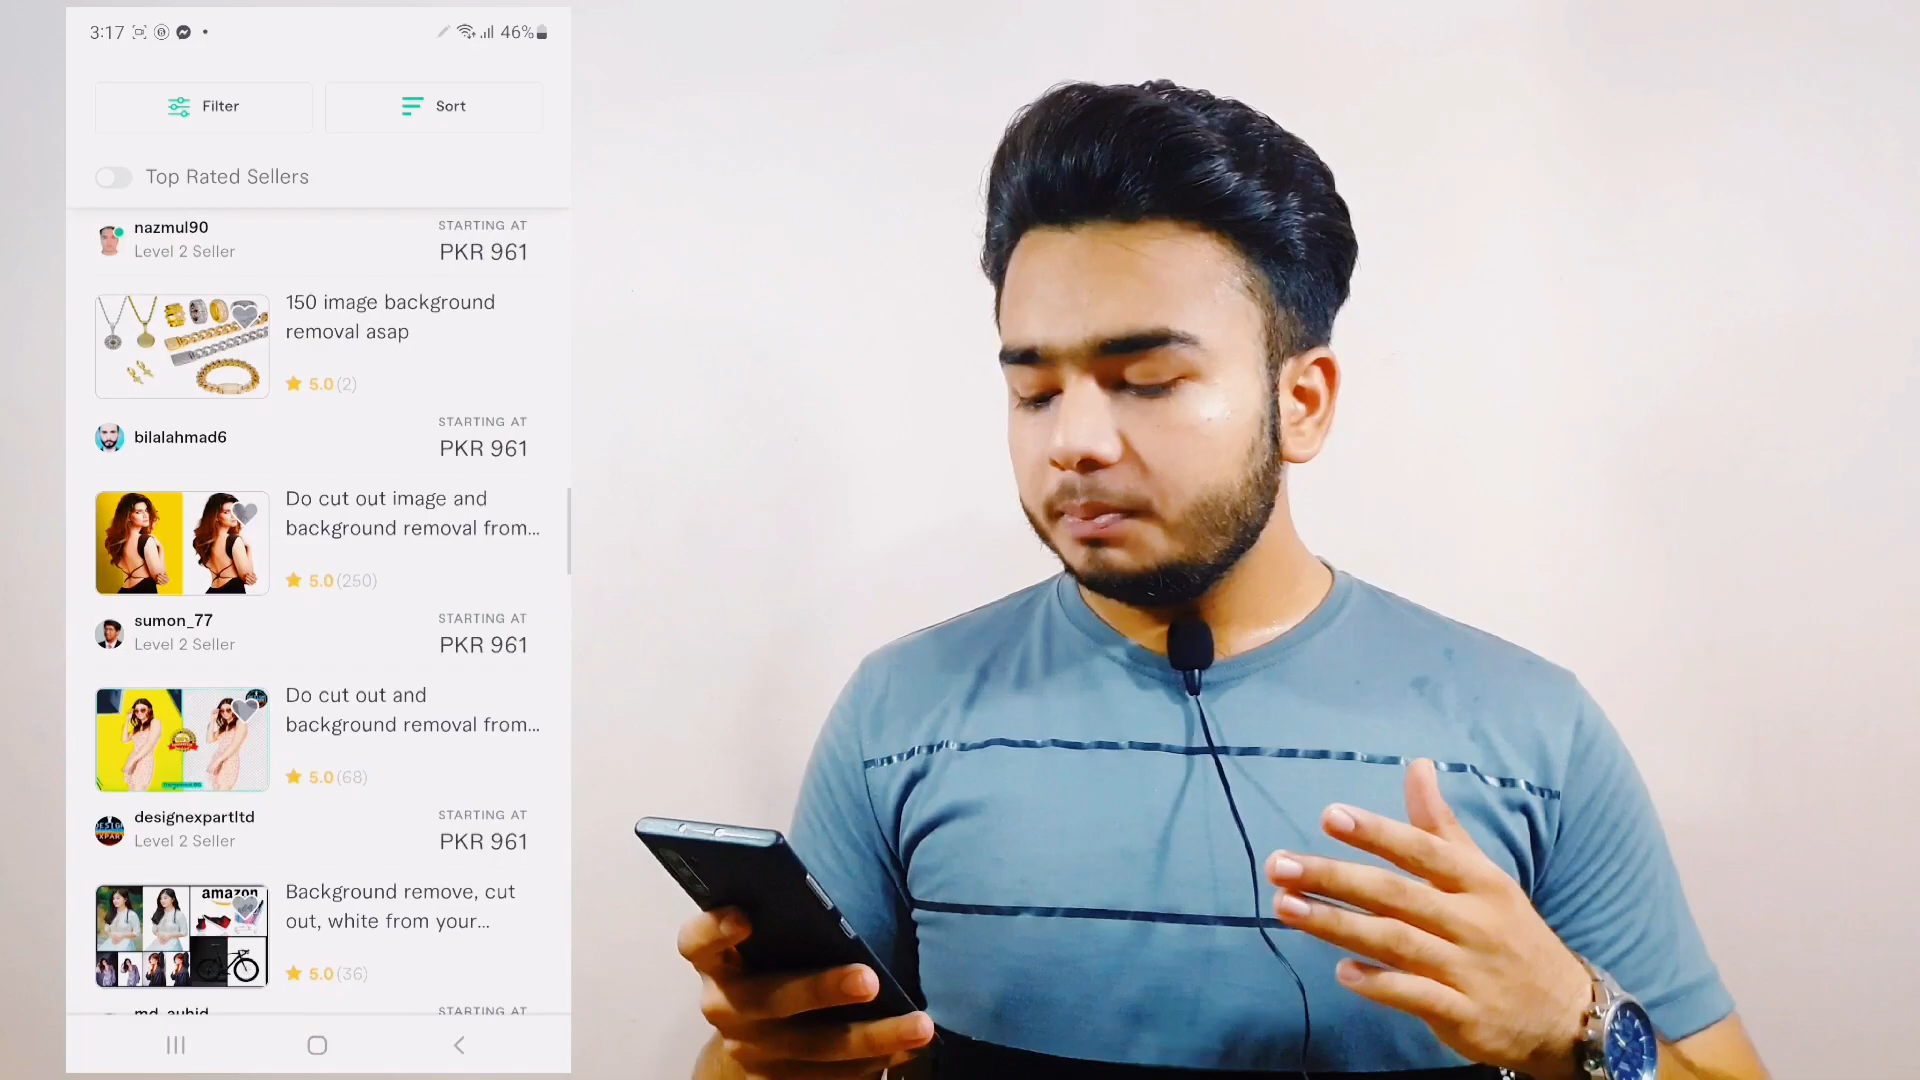 3:17
46%
Filter
Sort
Top Rated Sellers
nazmul90
Level 2 Seller
STARTING AT
PKR 961
150 image background
removal asap
5.0 (2)
bilalahmad6
STARTING AT
PKR 961
Do cut out image and
background removal from...
5.0 (250)
sumon_77
Level 2 Seller
STARTING AT
PKR 961
Do cut out and
background removal from...
5.0 (68)
designexpartltd
Level 2 Seller
STARTING AT
PKR 961
amazon
Background remove, cut
out, white from your...
5.0 (36)
STARTING AT